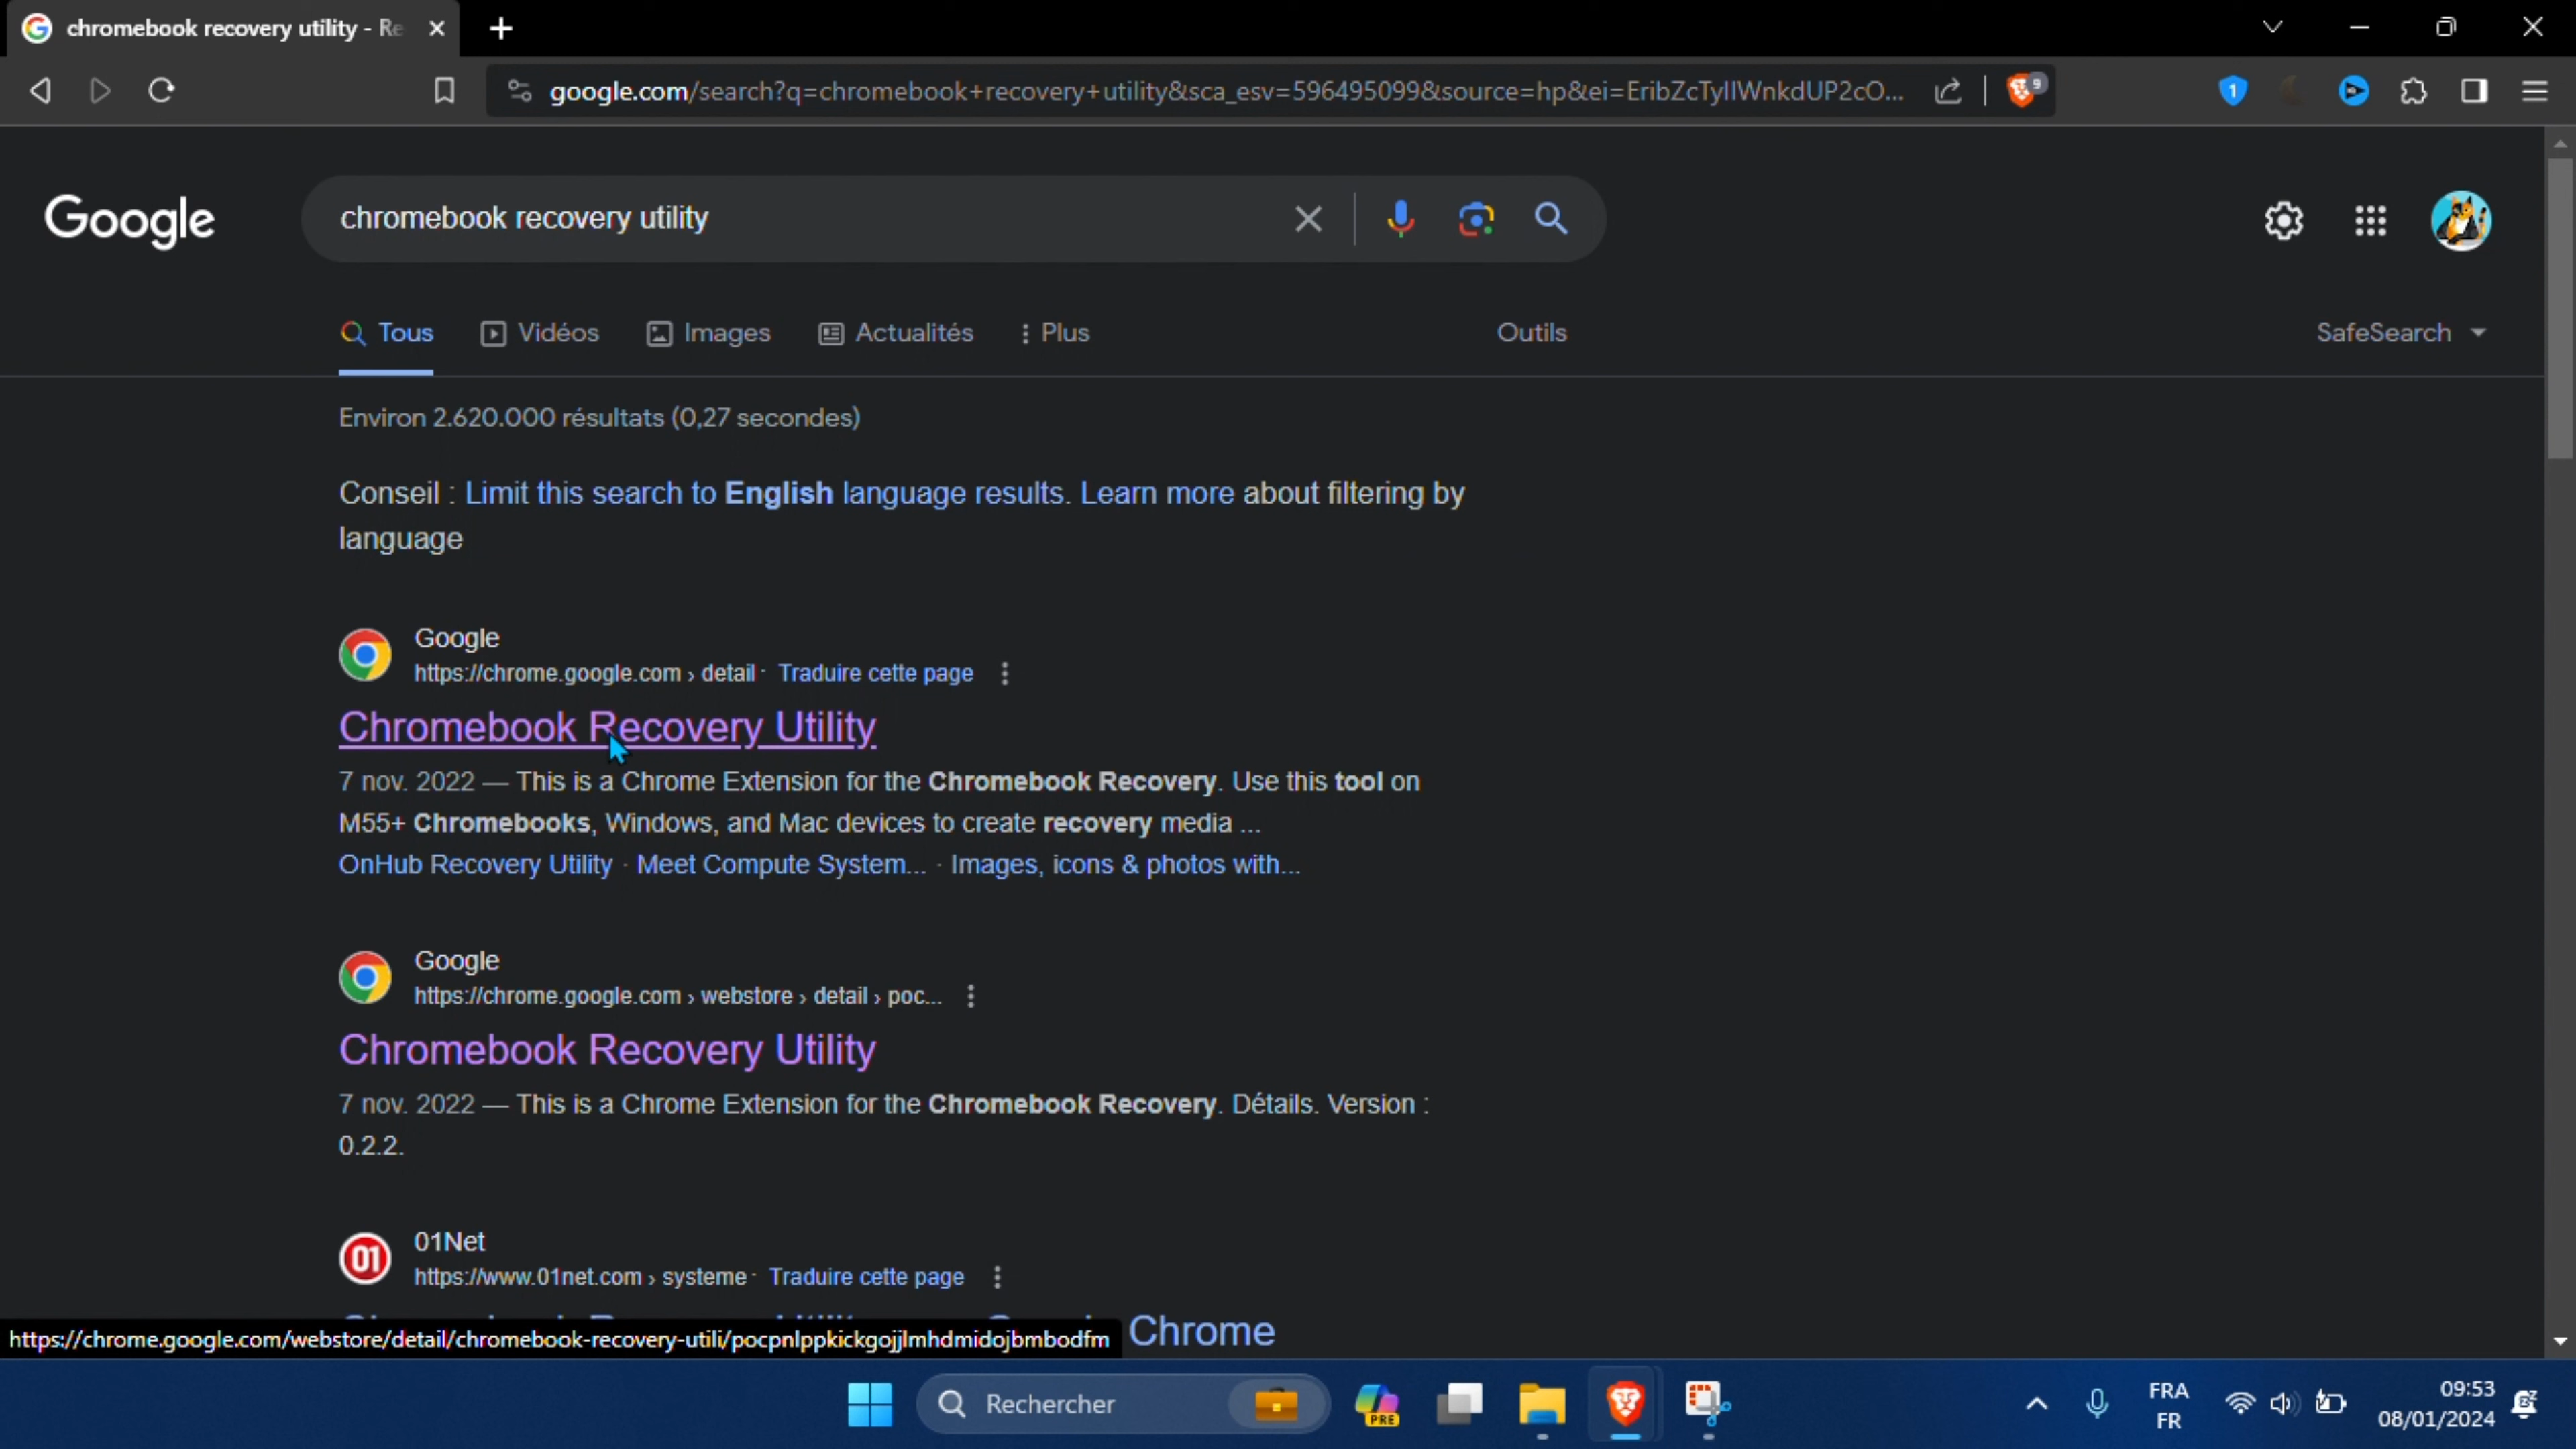 chromebook recovery utility - Re
google.com/search?q=chromebook+recovery+utility&sca_esv=596495099&source=hp&ei=EribZcTyIIWnkdUP2cO...
9
1
Google
chromebook recovery utility
Tous
Vidéos
Images
Actualités
Plus
Outils
SafeSearch
Environ 2.620.000 résultats (0,27 secondes)
Conseil : Limit this search to English language results. Learn more about filtering by
language
Google
https://chrome.google.com › detail · Traduire cette page
Chromebook Recovery Utility
7 nov. 2022 — This is a Chrome Extension for the Chromebook Recovery. Use this tool on
M55+ Chromebooks, Windows, and Mac devices to create recovery media ...
OnHub Recovery Utility · Meet Compute System... · Images, icons & photos with...
Google
https://chrome.google.com › webstore › detail › poc...
Chromebook Recovery Utility
7 nov. 2022 — This is a Chrome Extension for the Chromebook Recovery. Détails. Version :
0.2.2.
01
01Net
https://www.01net.com › systeme · Traduire cette page
Chrome
https://chrome.google.com/webstore/detail/chromebook-recovery-utili/pocpnlppkickgojjlmhdmidojbmbodfm
Rechercher
PRE
FRA
FR
09:53
08/01/2024